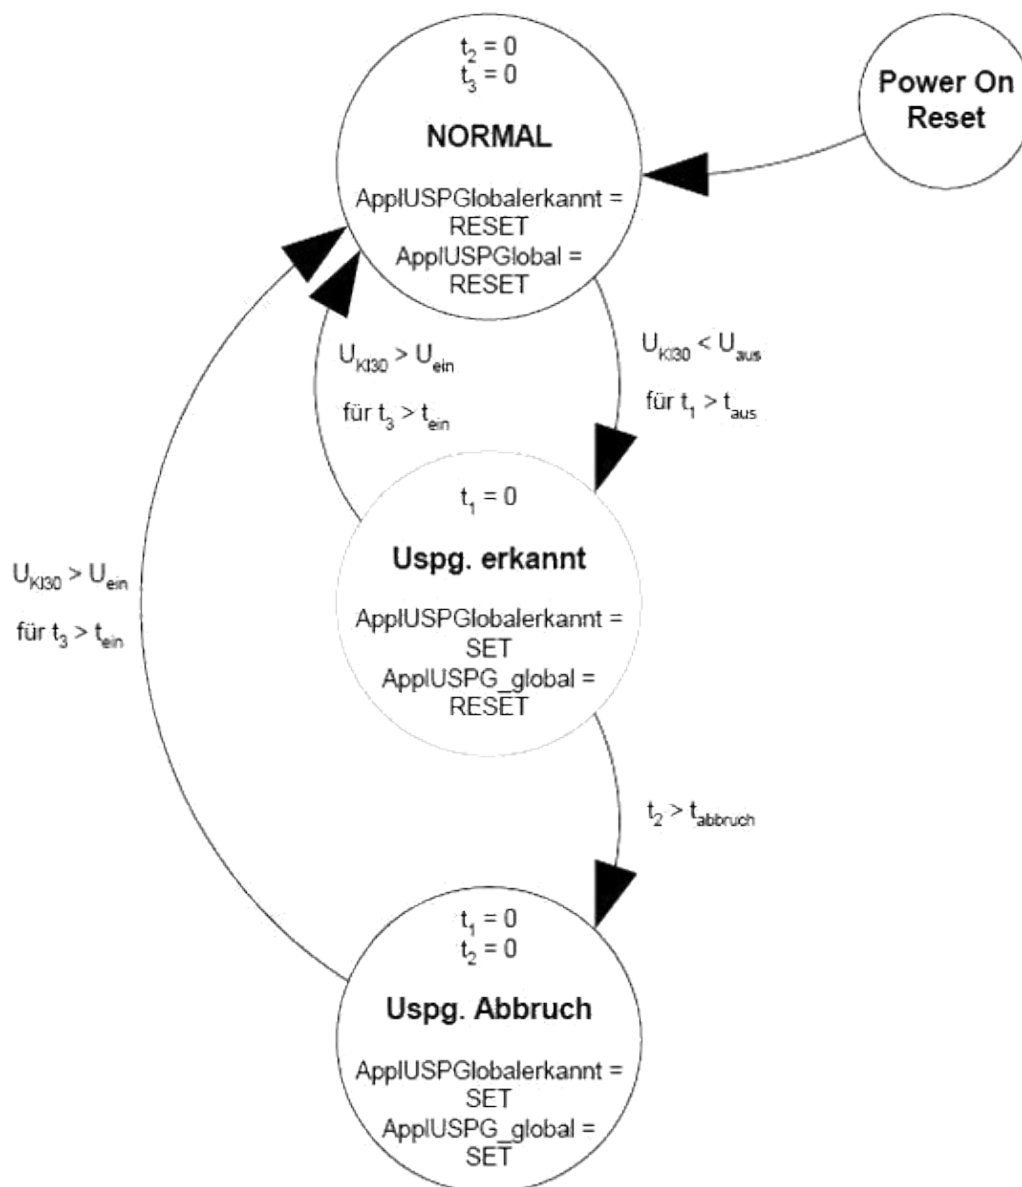 t2 = 0
t3 = 0
NORMAL
ApplUSPGlobalerkannt =
RESET
ApplUSPGlobal =
RESET
Power On
Reset
UKl30 > Uein
für t3 > tein
UKl30 < Uaus
für t1 > taus
t1 = 0
Uspg. erkannt
ApplUSPGlobalerkannt =
SET
ApplUSPG_global =
RESET
UKl30 > Uein
für t3 > tein
t2 > tabbruch
t1 = 0
t2 = 0
Uspg. Abbruch
ApplUSPGlobalerkannt =
SET
ApplUSPG_global =
SET